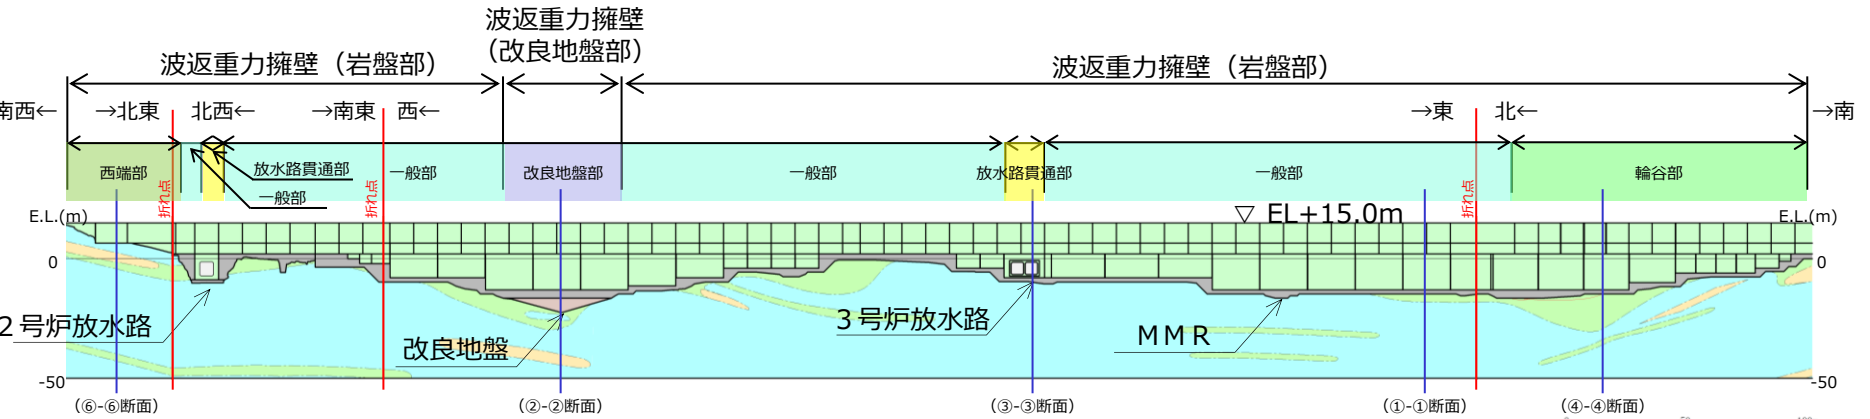 波返重力擁壁
(改良地盤部)
波返重力擁壁（岩盤部）
波返重力擁壁（岩盤部）
南西←
→北東
北西←
→南東
西←
→東
北←
→南
西端部
放水路貫通部
一般部
一般部
改良地盤部
一般部
放水路貫通部
一般部
輪谷部
折れ点
折れ点
折れ点
E.L.(m)
▽ EL+15.0m
E.L.(m)
0
0
２号炉放水路
改良地盤
３号炉放水路
ＭＭＲ
-50
-50
(⑥-⑥断面)
(②-②断面)
(③-③断面)
(①-①断面)
(④-④断面)